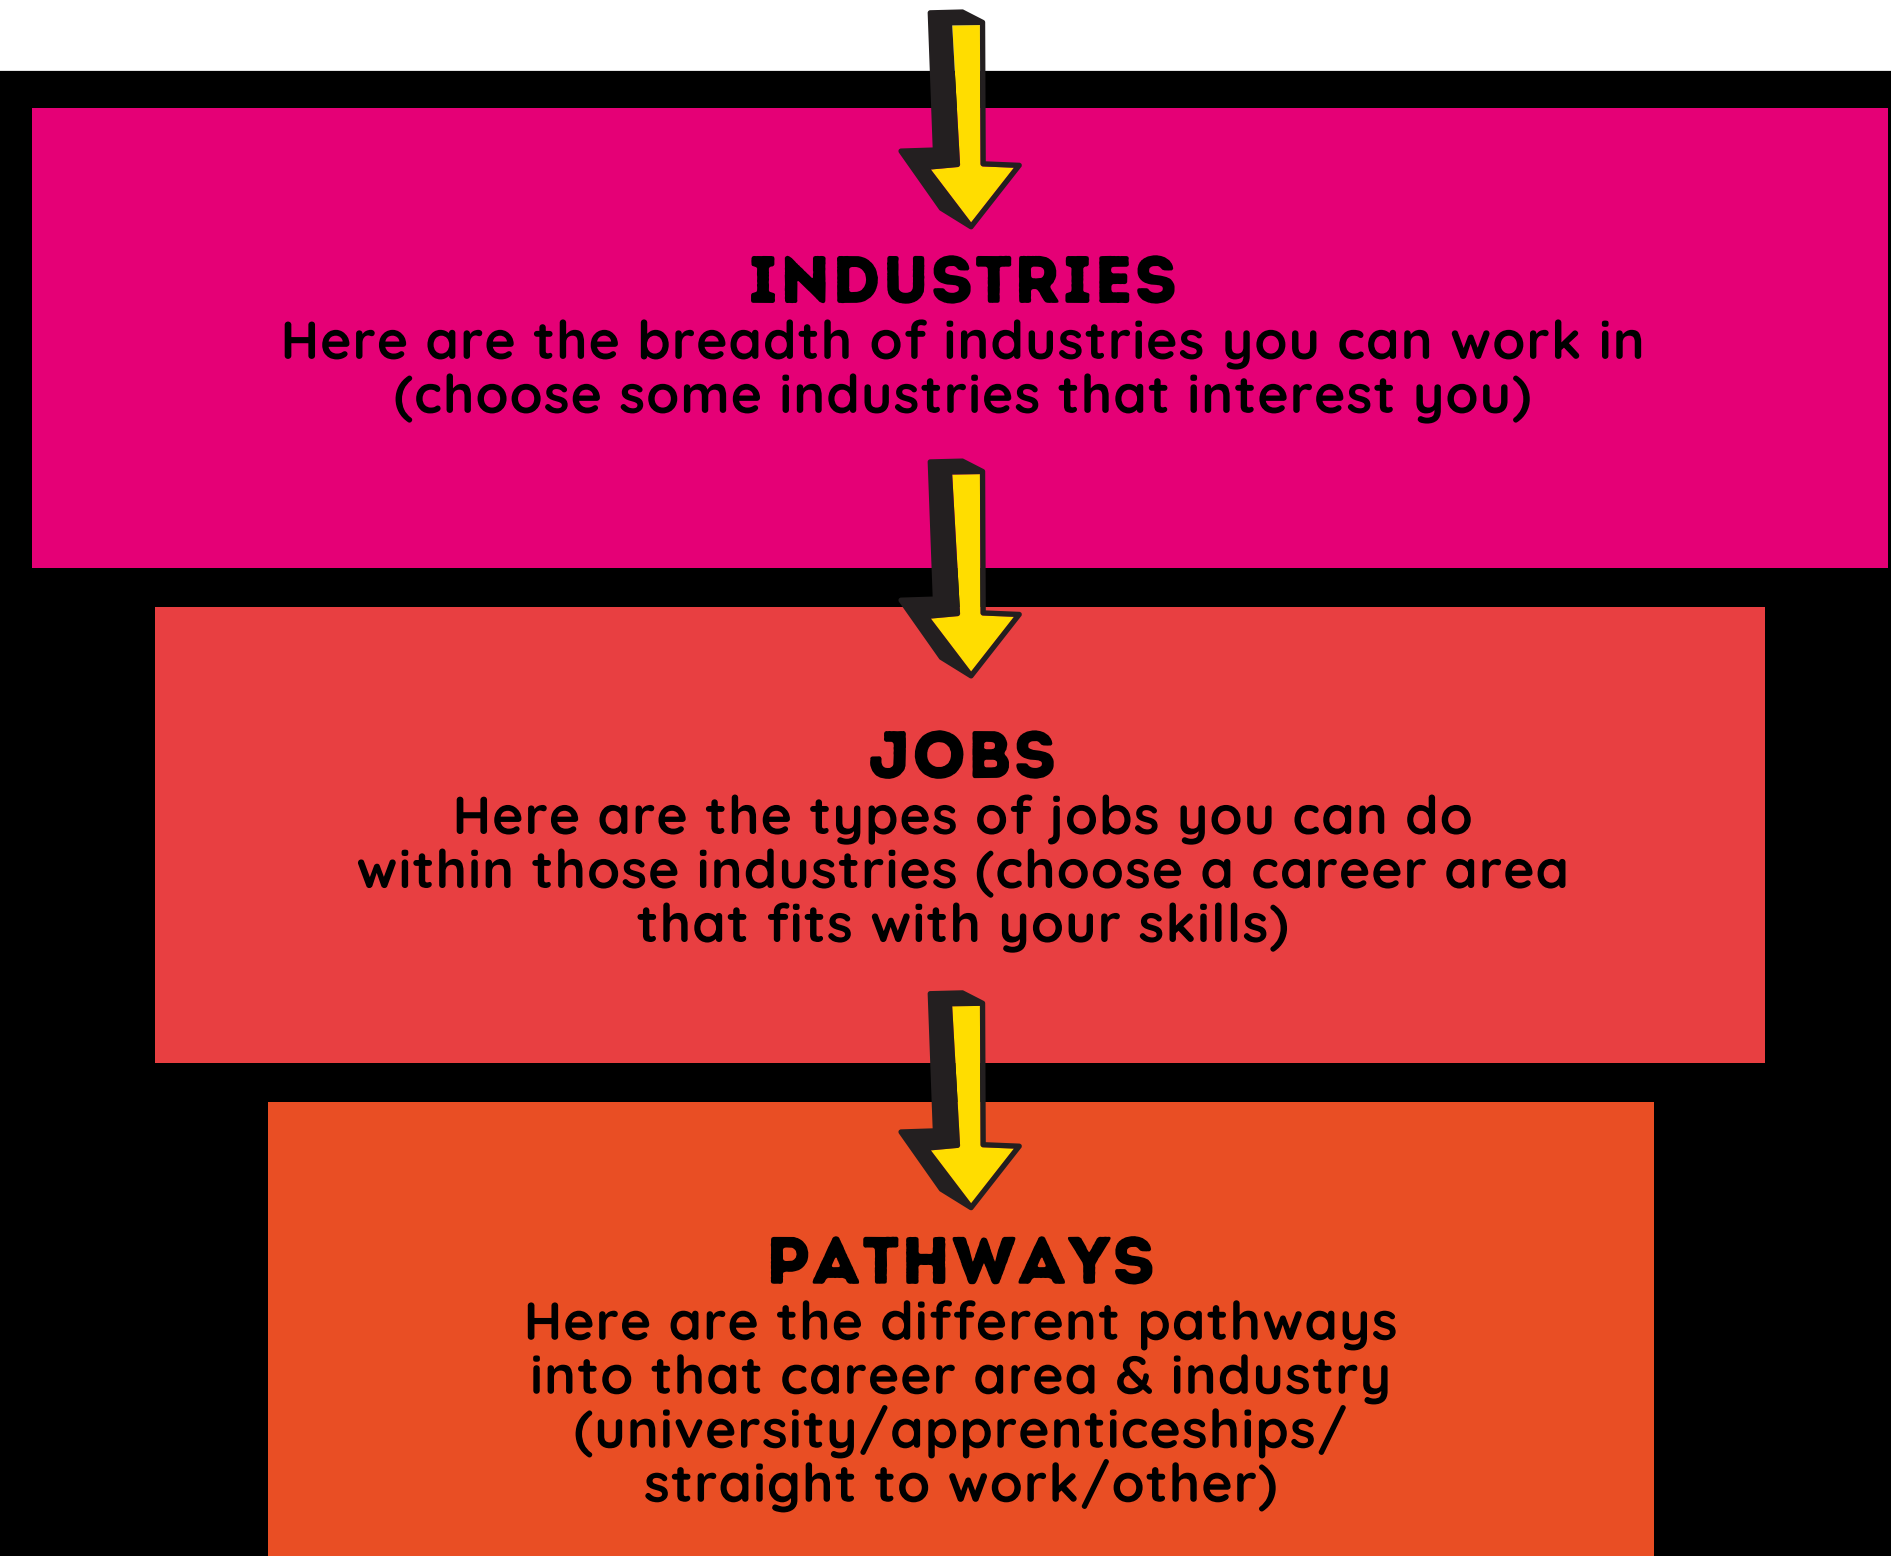 INDUSTRIES
Here are the breadth of industries you can work in
(choose some industries that interest you)
JOBS
Here are the types of jobs you can do
within those industries (choose a career area
that fits with your skills)
PATHWAYS
Here are the different pathways
into that career area & industry
(university/apprenticeships/
straight to work/other)